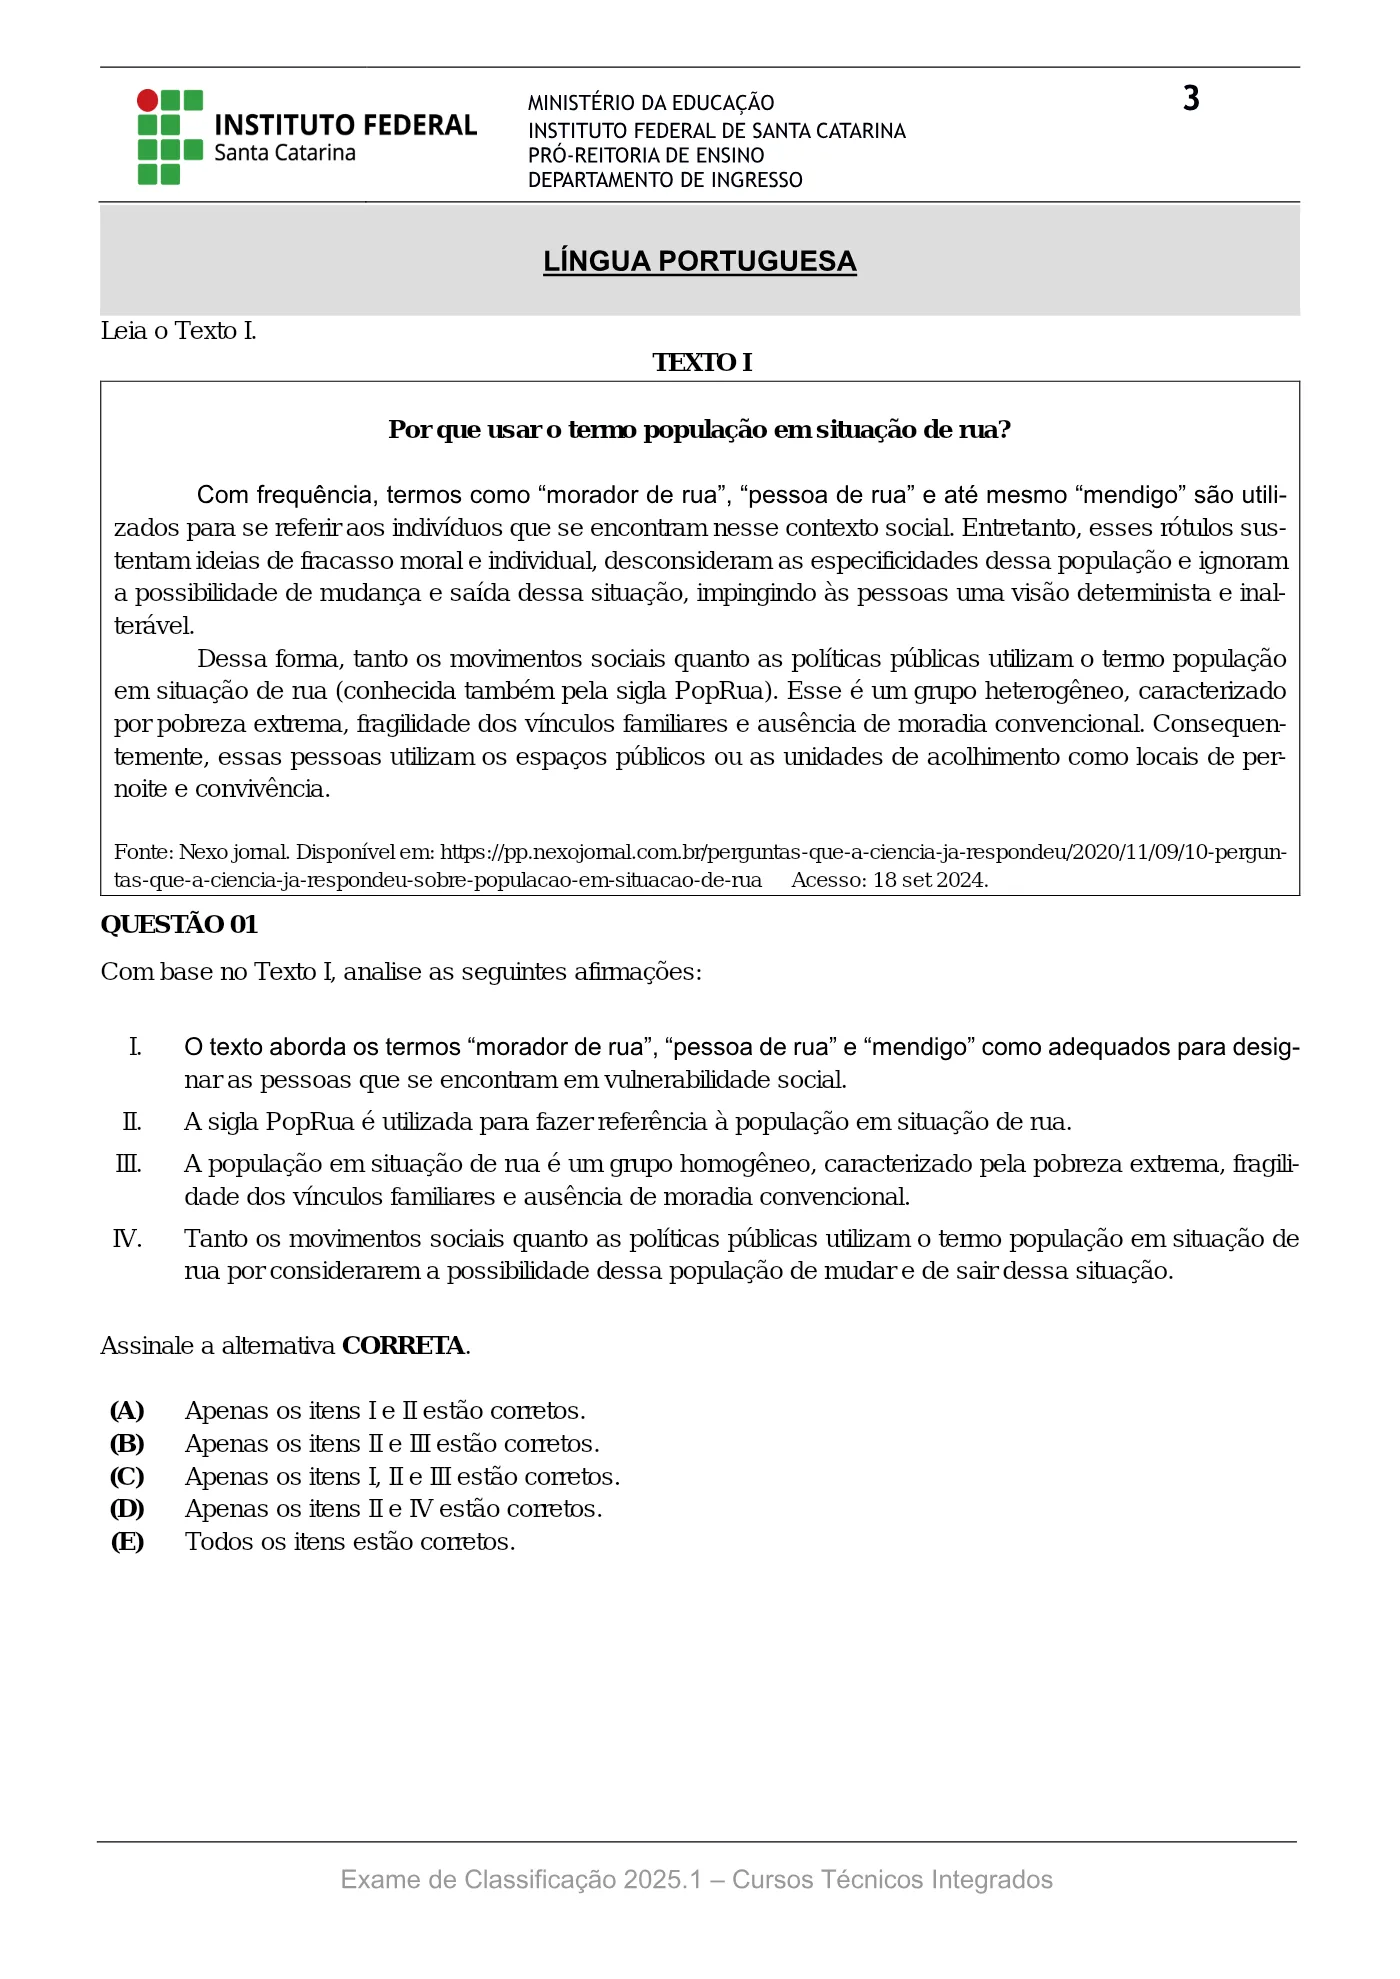 INSTITUTO FEDERAL
Santa Catarina
MINISTÉRIO DA EDUCAÇÃO
INSTITUTO FEDERAL DE SANTA CATARINA
PRÓ-REITORIA DE ENSINO
DEPARTAMENTO DE INGRESSO
3
LÍNGUA PORTUGUESA
Leia o Texto I.
TEXTO I
Por que usar o termo população em situação de rua?
Com frequência, termos como “morador de rua”, “pessoa de rua” e até mesmo “mendigo” são utili-
zados para se referir aos indivíduos que se encontram nesse contexto social. Entretanto, esses rótulos sus-
tentam ideias de fracasso moral e individual, desconsideram as especificidades dessa população e ignoram
a possibilidade de mudança e saída dessa situação, impingindo às pessoas uma visão determinista e inal-
terável.
Dessa forma, tanto os movimentos sociais quanto as políticas públicas utilizam o termo população
em situação de rua (conhecida também pela sigla PopRua). Esse é um grupo heterogêneo, caracterizado
por pobreza extrema, fragilidade dos vínculos familiares e ausência de moradia convencional. Consequen-
temente, essas pessoas utilizam os espaços públicos ou as unidades de acolhimento como locais de per-
noite e convivência.
Fonte: Nexo jornal. Disponível em: https://pp.nexojornal.com.br/perguntas-que-a-ciencia-ja-respondeu/2020/11/09/10-pergun-
tas-que-a-ciencia-ja-respondeu-sobre-populacao-em-situacao-de-rua Acesso: 18 set 2024.
QUESTÃO 01
Com base no Texto I, analise as seguintes afirmações:
I. O texto aborda os termos “morador de rua”, “pessoa de rua” e “mendigo” como adequados para desig-
nar as pessoas que se encontram em vulnerabilidade social.
II. A sigla PopRua é utilizada para fazer referência à população em situação de rua.
III. A população em situação de rua é um grupo homogêneo, caracterizado pela pobreza extrema, fragili-
dade dos vínculos familiares e ausência de moradia convencional.
IV. Tanto os movimentos sociais quanto as políticas públicas utilizam o termo população em situação de
rua por considerarem a possibilidade dessa população de mudar e de sair dessa situação.
Assinale a alternativa CORRETA.
(A) Apenas os itens I e II estão corretos.
(B) Apenas os itens II e III estão corretos.
(C) Apenas os itens I, II e III estão corretos.
(D) Apenas os itens II e IV estão corretos.
(E) Todos os itens estão corretos.
Exame de Classificação 2025.1 – Cursos Técnicos Integrados